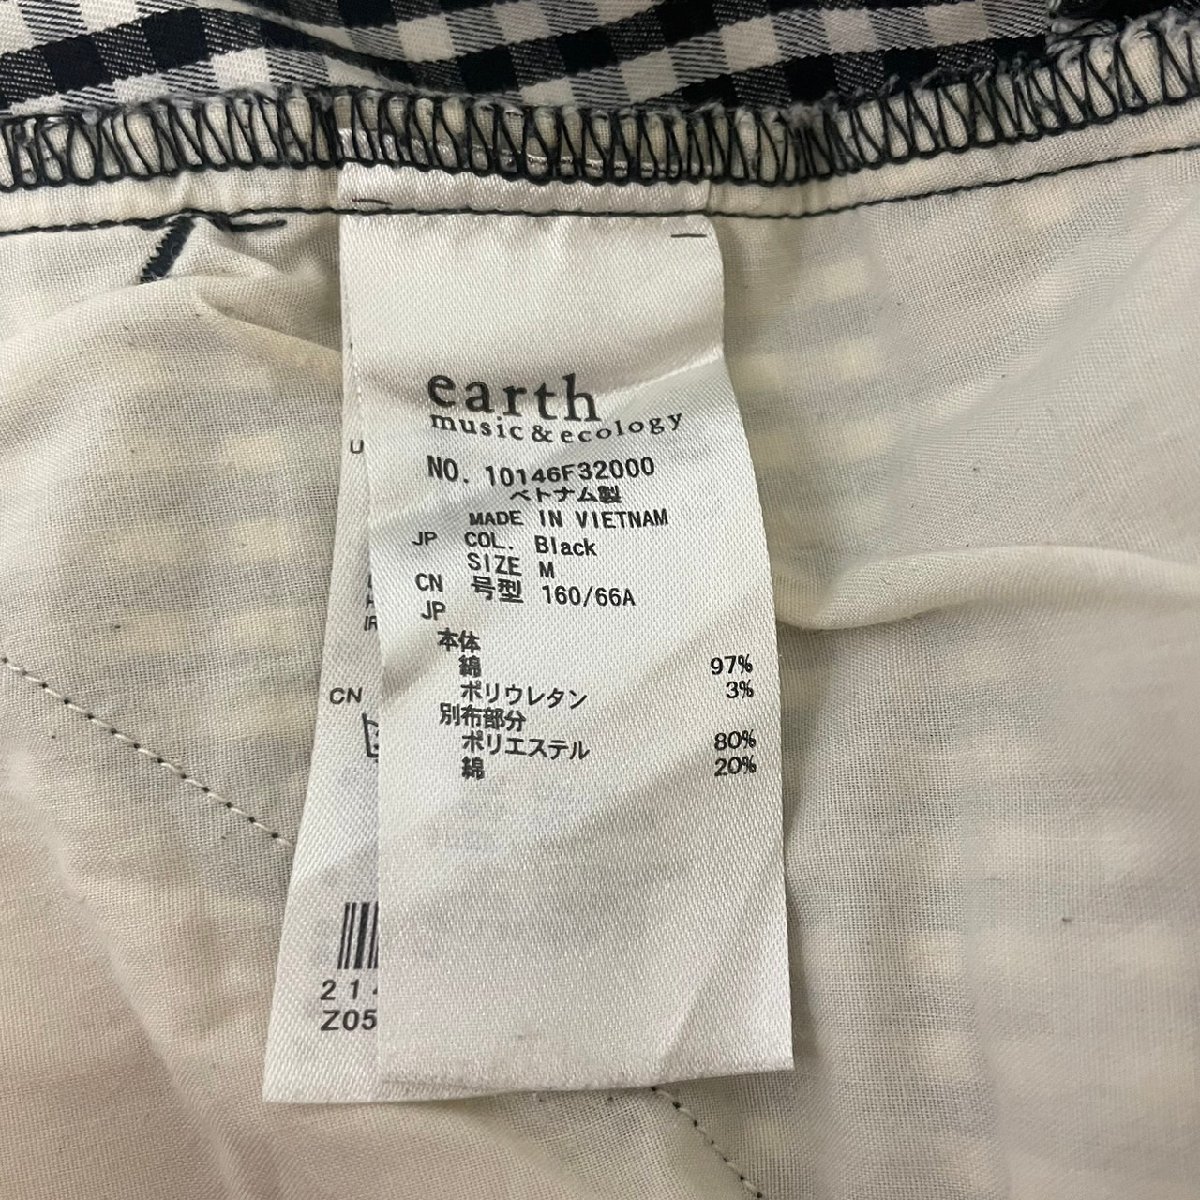 earth
music & ecology
NO. 10146F32000
ベトナム製
MADE IN VIETNAM
JP COL. Black
SIZE M
CN 号型 160/66A
JP
本体
綿 97%
ポリウレタン 3%
別布部分
ポリエステル 80%
綿 20%
U
IR
CN
214
Z05